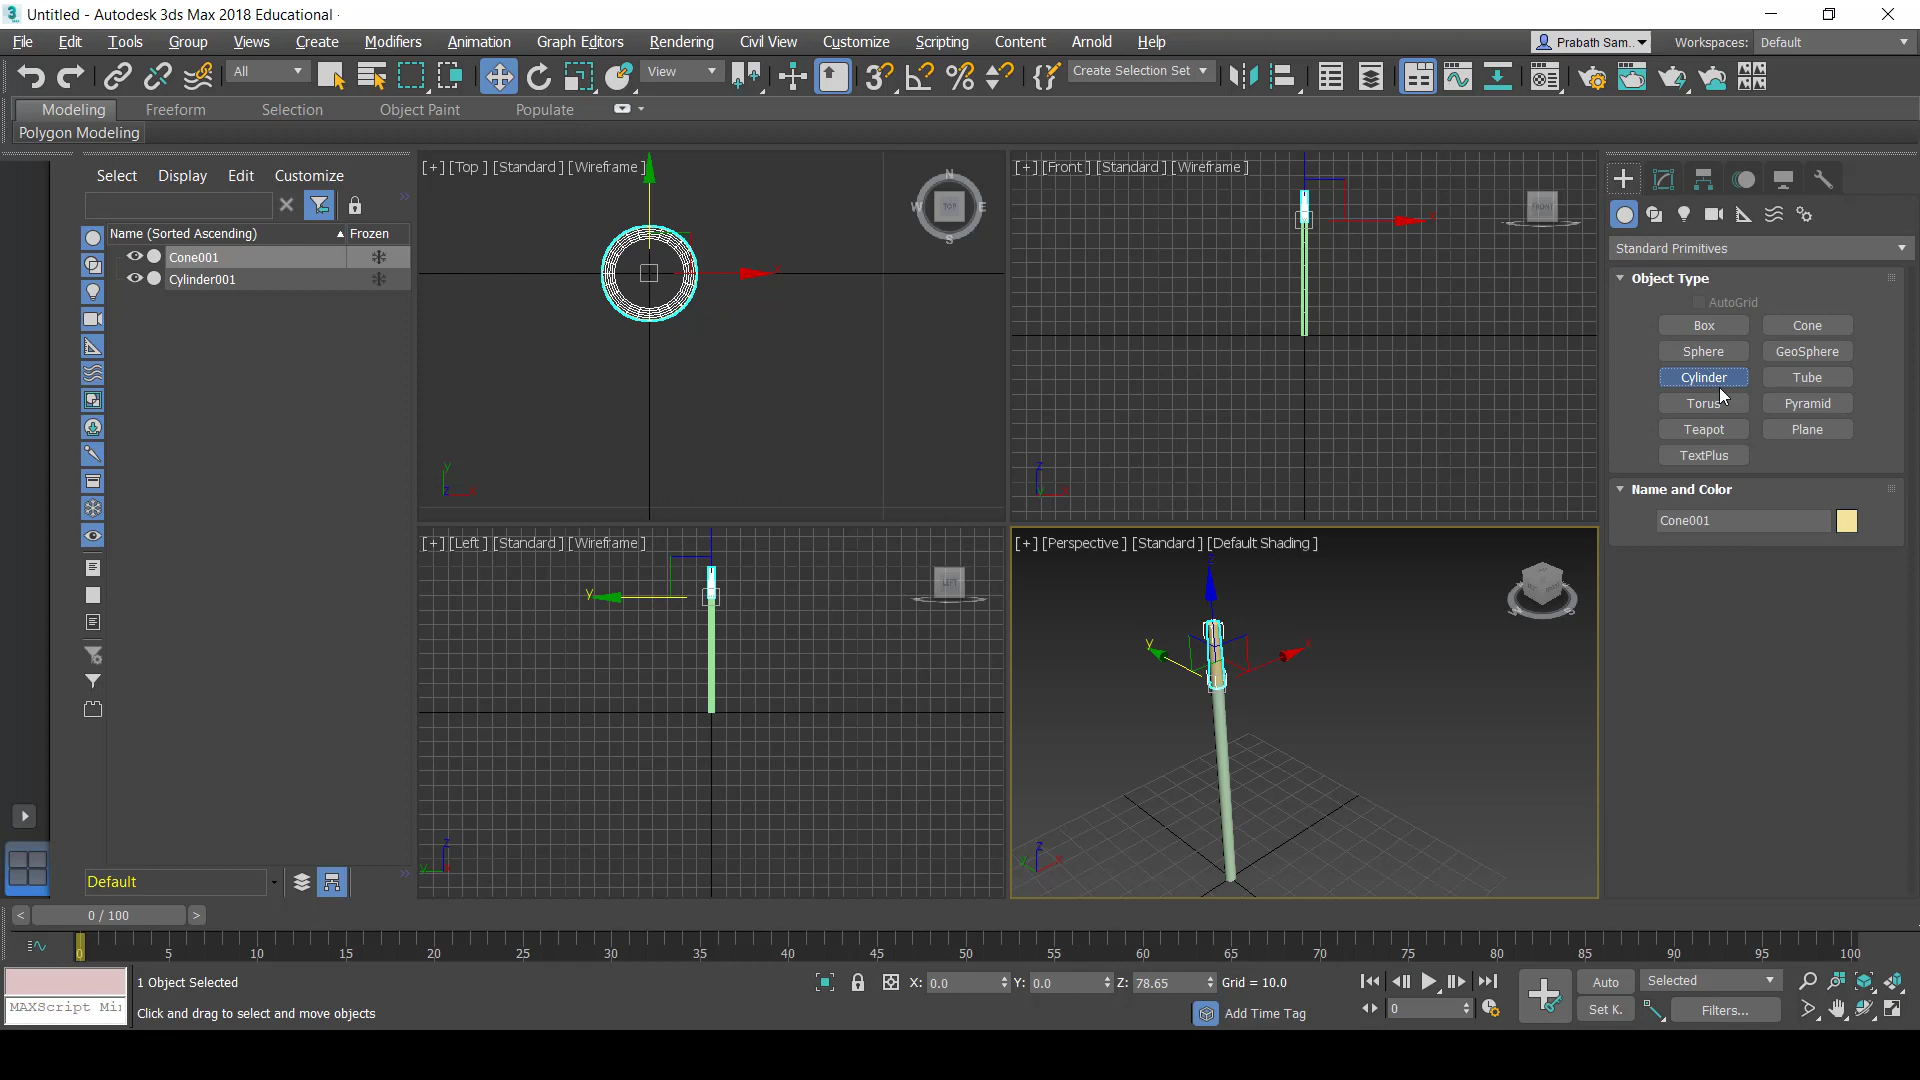 Untitled - Autodesk 3ds Max 2018 Educational -
File Edit Tools Group Views Create Modifiers Animation Graph Editors Rendering Civil View Customize Scripting Content Arnold Help Prabath Sam.. Workspaces: Default
All View Create Selection Set
Modeling Freeform Selection Object Paint Populate
Polygon Modeling
Select Display Edit Customize
Name (Sorted Ascending) Frozen
Cone001
Cylinder001
Default
[+] [Top ] [Standard ] [Wireframe ]
N
W TOP E
S
y
z x
[+] [Front ] [Standard ] [Wireframe ]
FRONT
x
z
y x
[+] [Left ] [Standard ] [Wireframe ]
LEFT
y
z
y x
[+] [Perspective ] [Standard ] [Default Shading ]
z
y x
z
y x
Standard Primitives
Object Type
AutoGrid
Box Cone
Sphere GeoSphere
Cylinder Tube
Torus Pyramid
Teapot Plane
TextPlus
Name and Color
Cone001
< 0 / 100 >
0 5 10 15 20 25 30 35 40 45 50 55 60 65 70 75 80 85 90 95 100
1 Object Selected X: 0.0 Y: 0.0 Z: 78.65 Grid = 10.0 Auto Selected
MAXScript Mi Click and drag to select and move objects Add Time Tag 0 Set K. Filters...